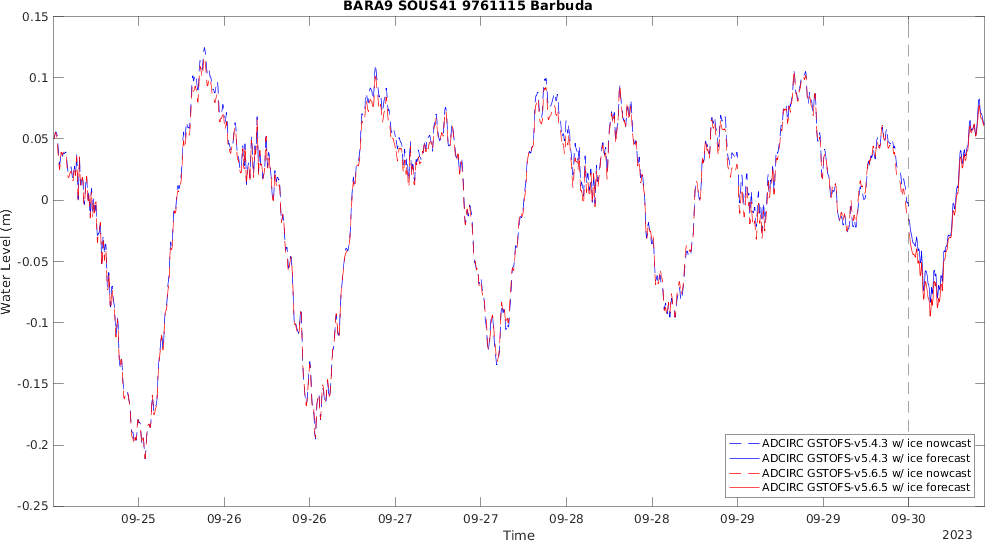 BARA9 SOUS41 9761115 Barbuda
0.15
0.1
0.05
0
-0.05
-0.1
-0.15
-0.2
-0.25
Water Level (m)
09-25 09-26 09-26 09-27 09-27 09-28 09-28 09-29 09-29 09-30
Time
2023
ADCIRC GSTOFS-v5.4.3 w/ ice nowcast
ADCIRC GSTOFS-v5.4.3 w/ ice forecast
ADCIRC GSTOFS-v5.6.5 w/ ice nowcast
ADCIRC GSTOFS-v5.6.5 w/ ice forecast